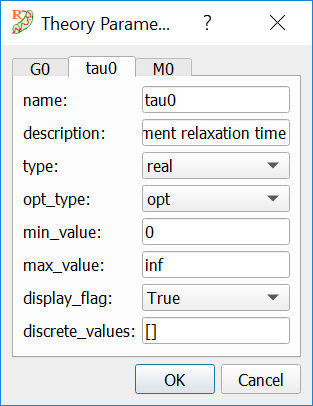 Theory Parame... ?
G0 tau0 M0
name: tau0
description: ment relaxation time
type: real
opt_type: opt
min_value: 0
max_value: inf
display_flag: True
discrete_values: []
OK Cancel